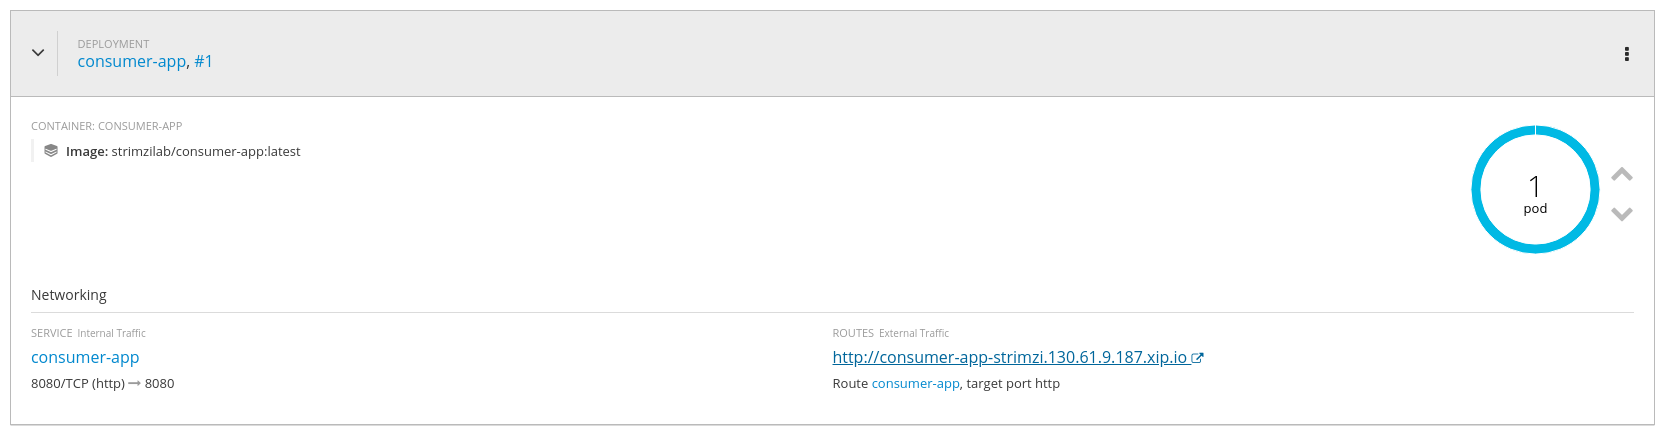 DEPLOYMENT
consumer-app, #1
CONTAINER: CONSUMER-APP
Image: strimzilab/consumer-app:latest
1
pod
Networking
SERVICE Internal Traffic
consumer-app
8080/TCP (http) → 8080
ROUTES External Traffic
http://consumer-app-strimzi.130.61.9.187.xip.io
Route consumer-app, target port http